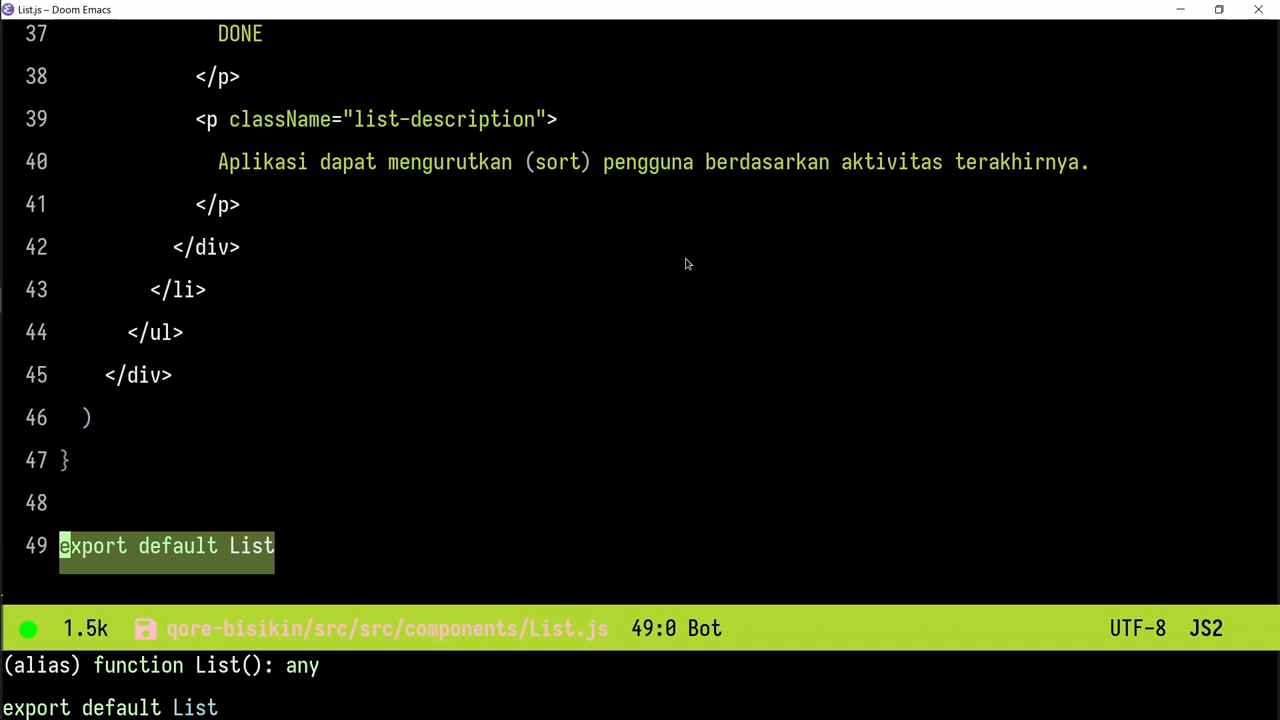 List.js – Doom Emacs
37 DONE
38 </p>
39 <p className="list-description">
40 Aplikasi dapat mengurutkan (sort) pengguna berdasarkan aktivitas terakhirnya.
41 </p>
42 </div>
43 </li>
44 </ul>
45 </div>
46 )
47 }
48
49 export default List
1.5k qore-bisikin/src/src/components/List.js 49:0 Bot UTF-8 JS2
(alias) function List(): any
export default List